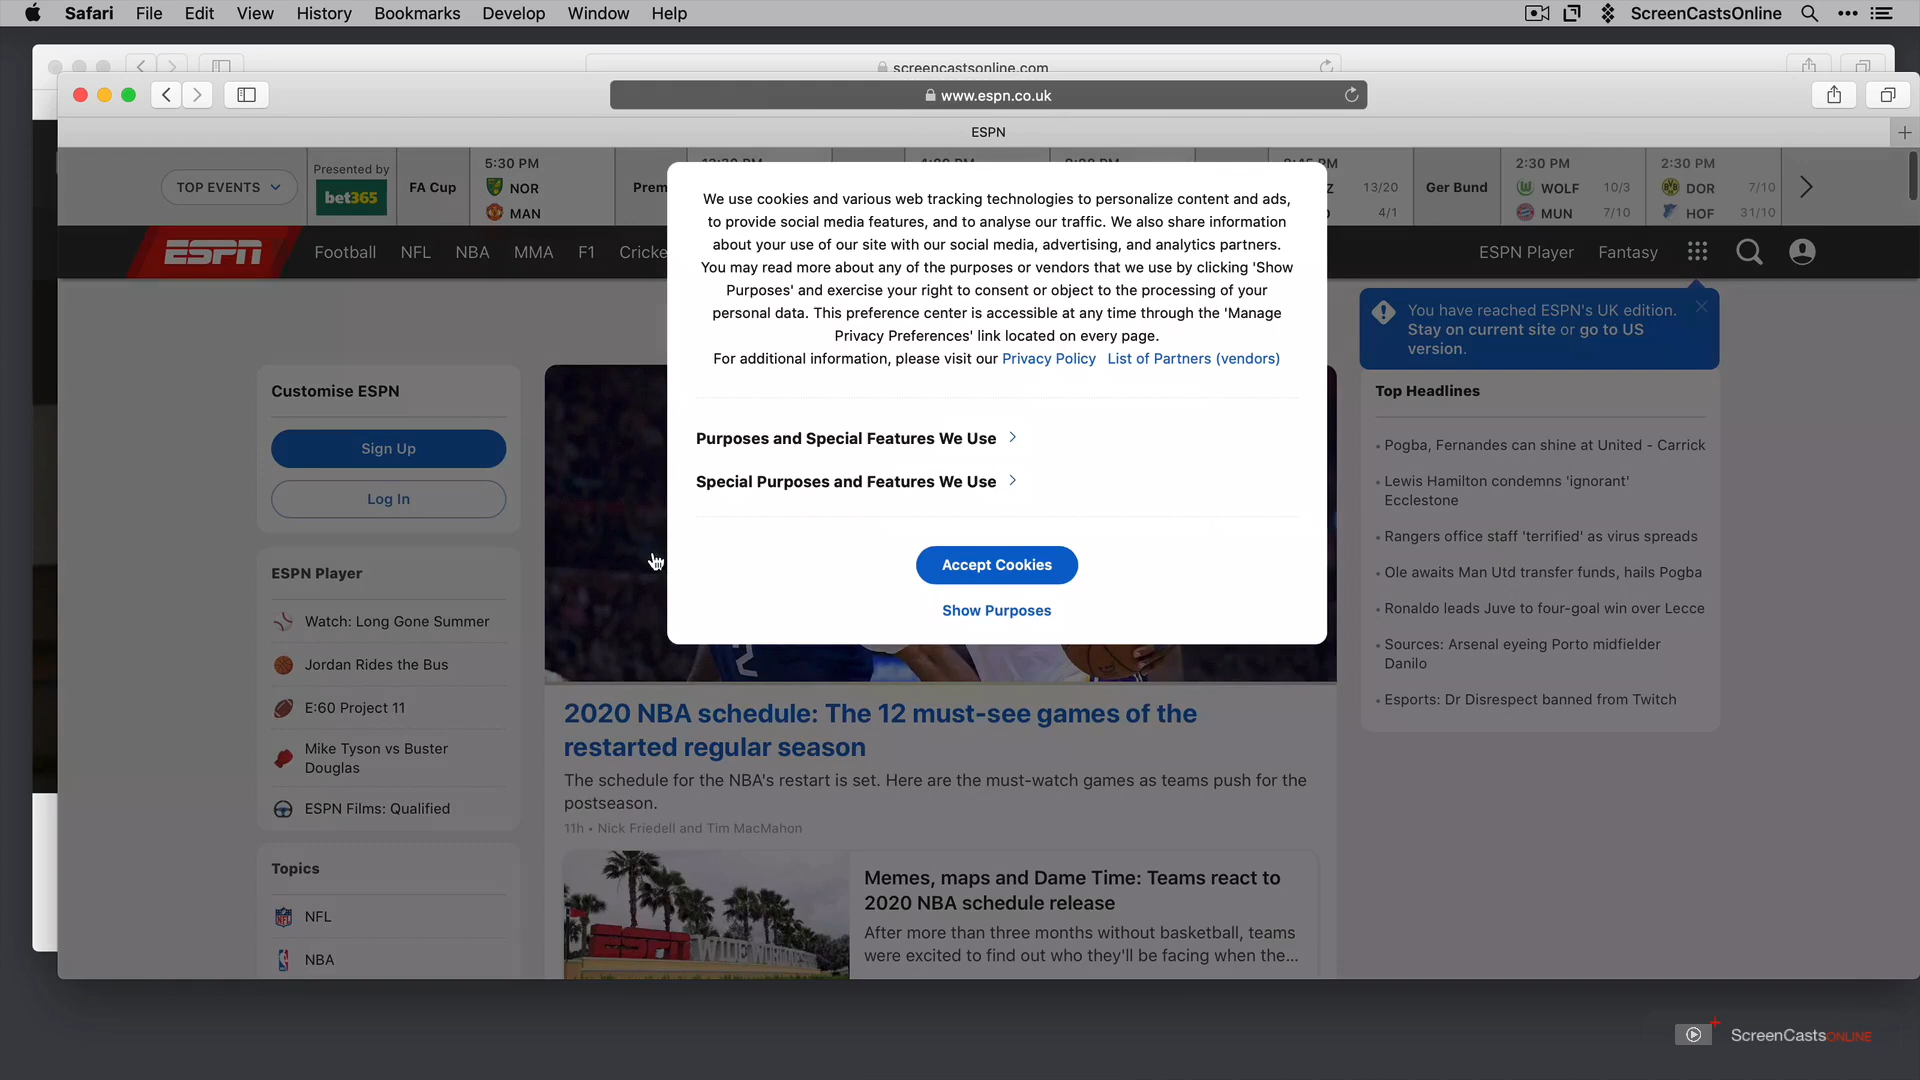 Safari File Edit View History Bookmarks Develop Window Help
ScreenCastsOnline
screencastsonline.com
www.espn.co.uk
ESPN
TOP EVENTS
Presented by
bet365
FA Cup
5:30 PM
NOR
MAN
Prem
13/20
4/1
Ger Bund
2:30 PM
WOLF 10/3
MUN 7/10
2:30 PM
DOR 7/10
HOF 31/10
ESPN
Football NFL NBA MMA F1 Cricke
ESPN Player Fantasy
We use cookies and various web tracking technologies to personalize content and ads,
to provide social media features, and to analyse our traffic. We also share information
about your use of our site with our social media, advertising, and analytics partners.
You may read more about any of the purposes or vendors that we use by clicking 'Show
Purposes' and exercise your right to consent or object to the processing of your
personal data. This preference center is accessible at any time through the 'Manage
Privacy Preferences' link located on every page.
For additional information, please visit our Privacy Policy List of Partners (vendors)
Purposes and Special Features We Use
Special Purposes and Features We Use
Accept Cookies
Show Purposes
You have reached ESPN's UK edition.
Stay on current site or go to US
version.
Customise ESPN
Sign Up
Log In
ESPN Player
Watch: Long Gone Summer
Jordan Rides the Bus
E:60 Project 11
Mike Tyson vs Buster
Douglas
ESPN Films: Qualified
Topics
NFL
NBA
2020 NBA schedule: The 12 must-see games of the
restarted regular season
The schedule for the NBA's restart is set. Here are the must-watch games as teams push for the
postseason.
11h • Nick Friedell and Tim MacMahon
Memes, maps and Dame Time: Teams react to
2020 NBA schedule release
After more than three months without basketball, teams
were excited to find out who they'll be facing when the...
Top Headlines
Pogba, Fernandes can shine at United - Carrick
Lewis Hamilton condemns 'ignorant'
Ecclestone
Rangers office staff 'terrified' as virus spreads
Ole awaits Man Utd transfer funds, hails Pogba
Ronaldo leads Juve to four-goal win over Lecce
Sources: Arsenal eyeing Porto midfielder
Danilo
Esports: Dr Disrespect banned from Twitch
ScreenCastsONLINE